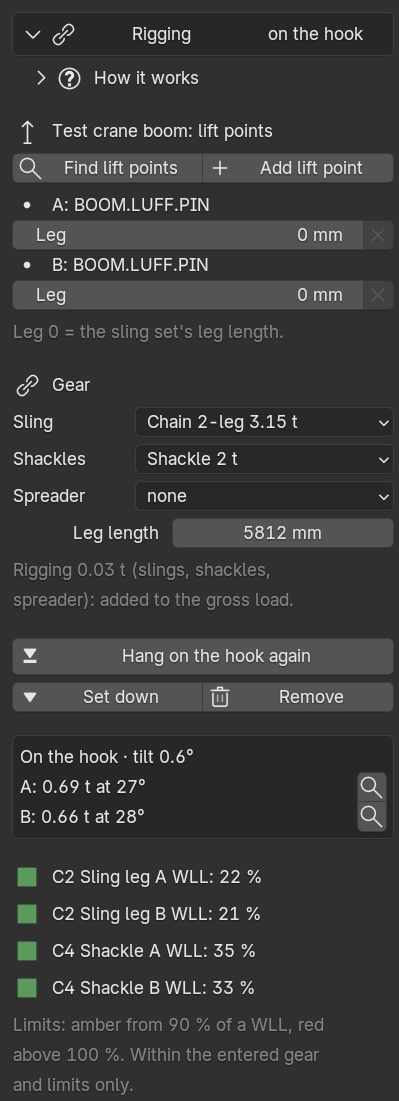 Rigging on the hook
How it works
Test crane boom: lift points
Find lift points Add lift point
• A: BOOM.LUFF.PIN
Leg 0 mm
• B: BOOM.LUFF.PIN
Leg 0 mm
Leg 0 = the sling set's leg length.
Gear
Sling Chain 2-leg 3.15 t
Shackles Shackle 2 t
Spreader none
Leg length 5812 mm
Rigging 0.03 t (slings, shackles,
spreader): added to the gross load.
Hang on the hook again
Set down Remove
On the hook · tilt 0.6°
A: 0.69 t at 27°
B: 0.66 t at 28°
C2 Sling leg A WLL: 22 %
C2 Sling leg B WLL: 21 %
C4 Shackle A WLL: 35 %
C4 Shackle B WLL: 33 %
Limits: amber from 90 % of a WLL, red
above 100 %. Within the entered gear
and limits only.